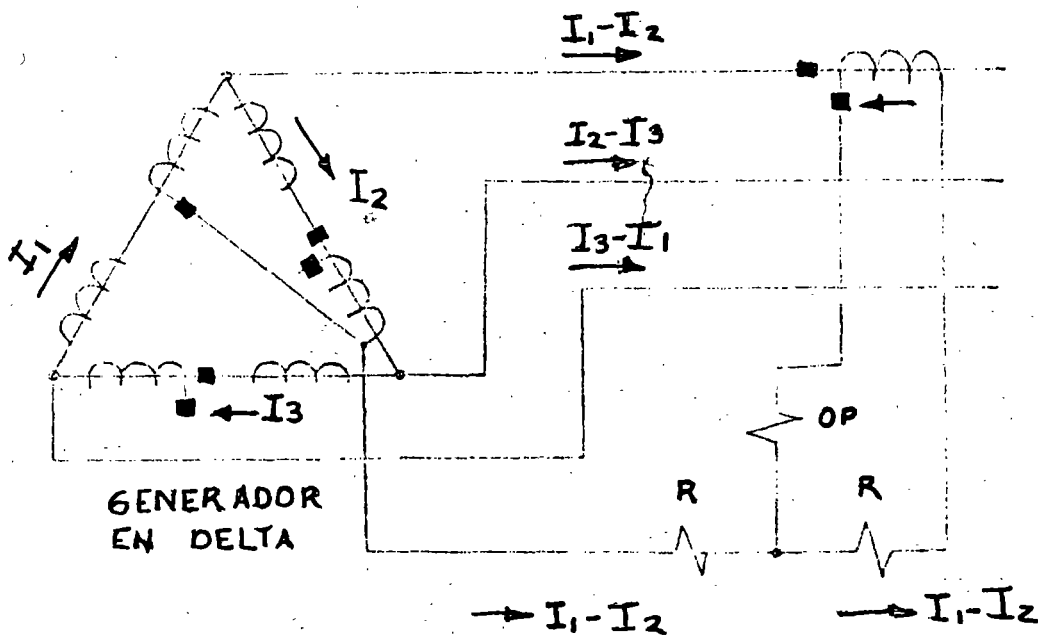 I₁-I₂
I₂-I₃
I₂
I₃-I₁
I₁
I₃
OP
R
R
GENERADOR
EN DELTA
I₁-I₂
I₁-I₂